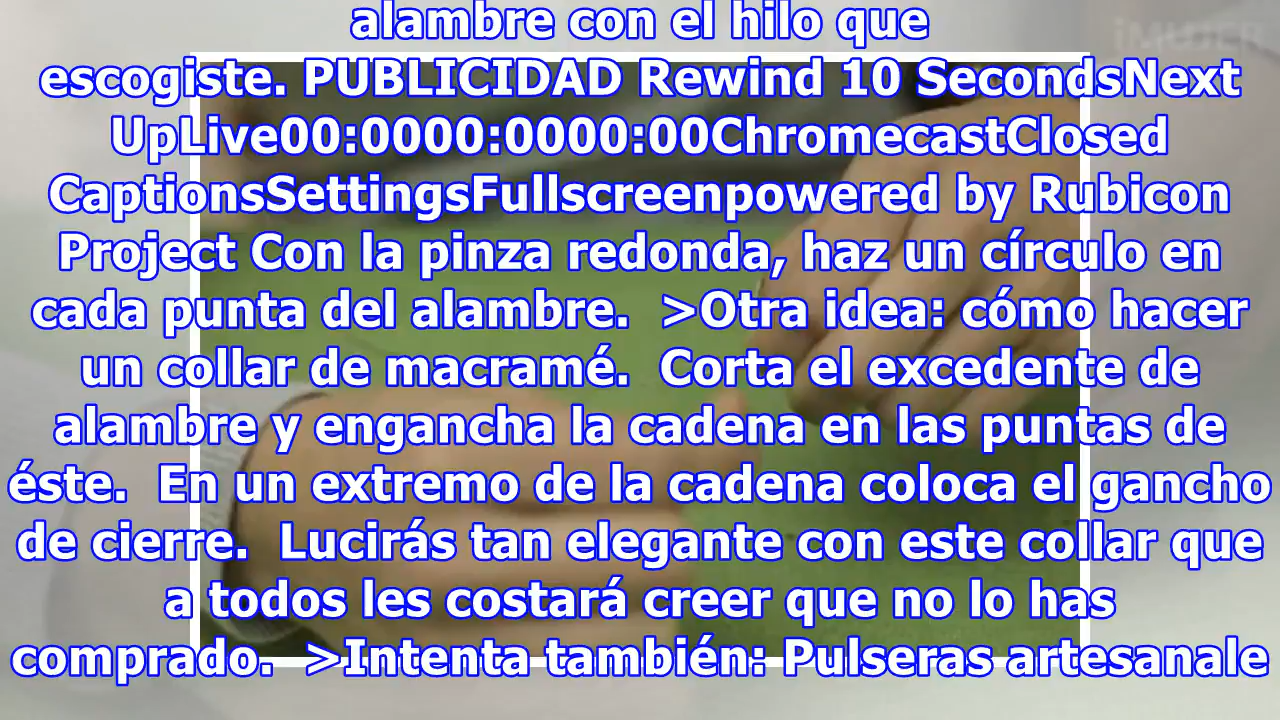 iMUJER
alambre con el hilo que
escogiste. PUBLICIDAD Rewind 10 SecondsNext
UpLive00:0000:0000:00ChromecastClosed
CaptionsSettingsFullscreenpowered by Rubicon
Project Con la pinza redonda, haz un círculo en
cada punta del alambre.  >Otra idea: cómo hacer
un collar de macramé.  Corta el excedente de
alambre y engancha la cadena en las puntas de
éste.  En un extremo de la cadena coloca el gancho
de cierre.  Lucirás tan elegante con este collar que
a todos les costará creer que no lo has
comprado.  >Intenta también: Pulseras artesanale